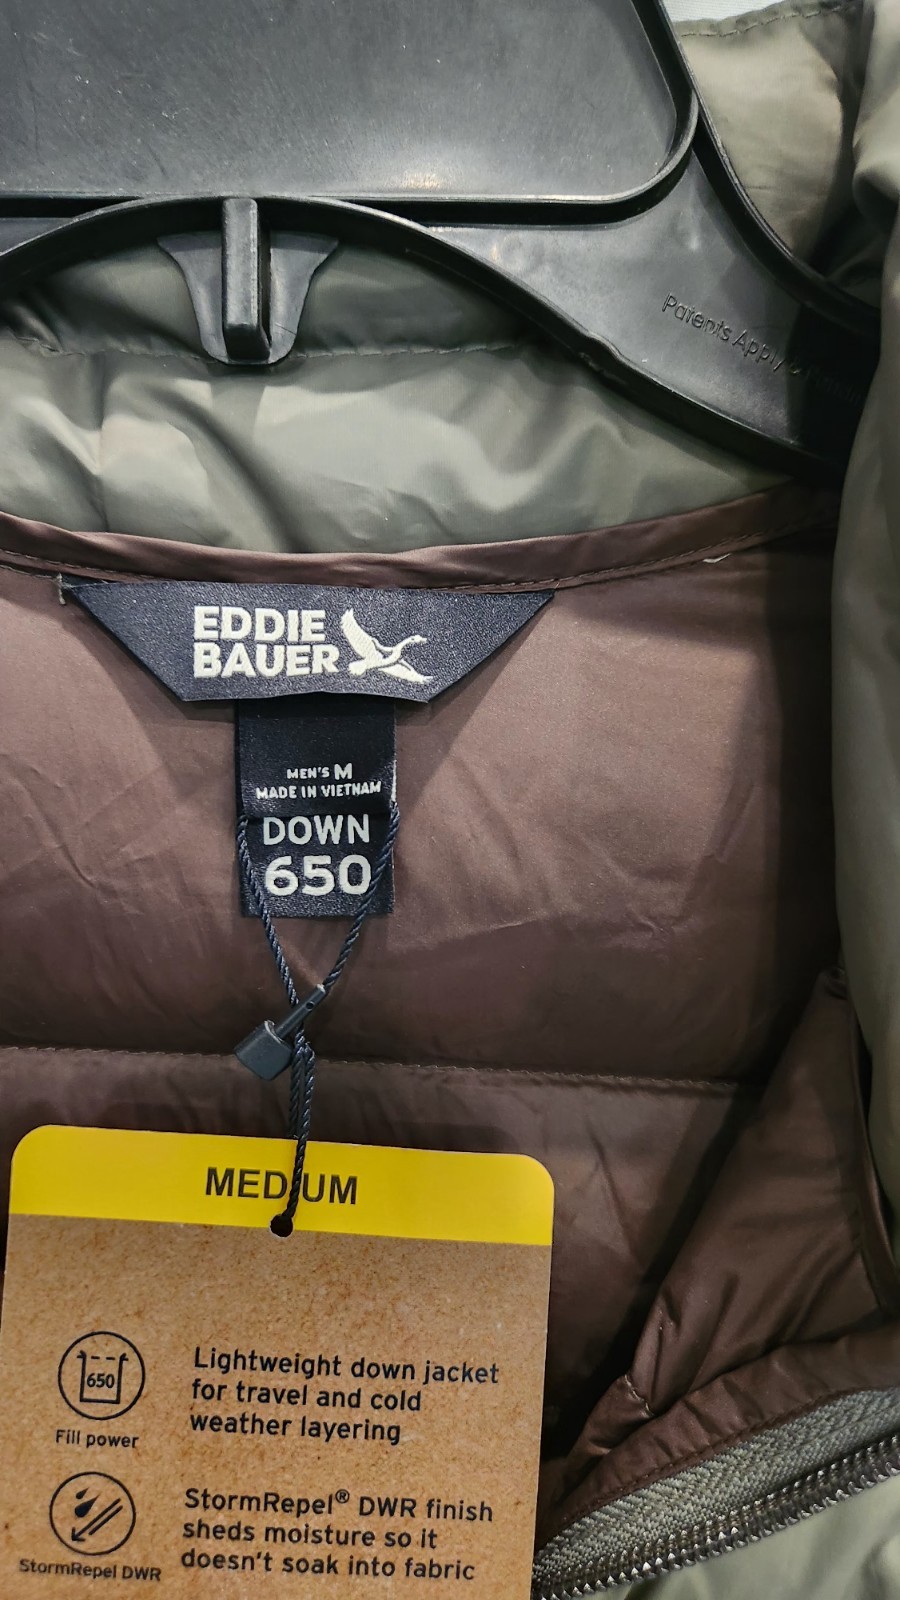 Patents Apply
EDDIE
BAUER
MEN'S M
MADE IN VIETNAM
DOWN
650
MEDIUM
650
Fill power
Lightweight down jacket
for travel and cold
weather layering
StormRepel DWR
StormRepel® DWR finish
sheds moisture so it
doesn't soak into fabric